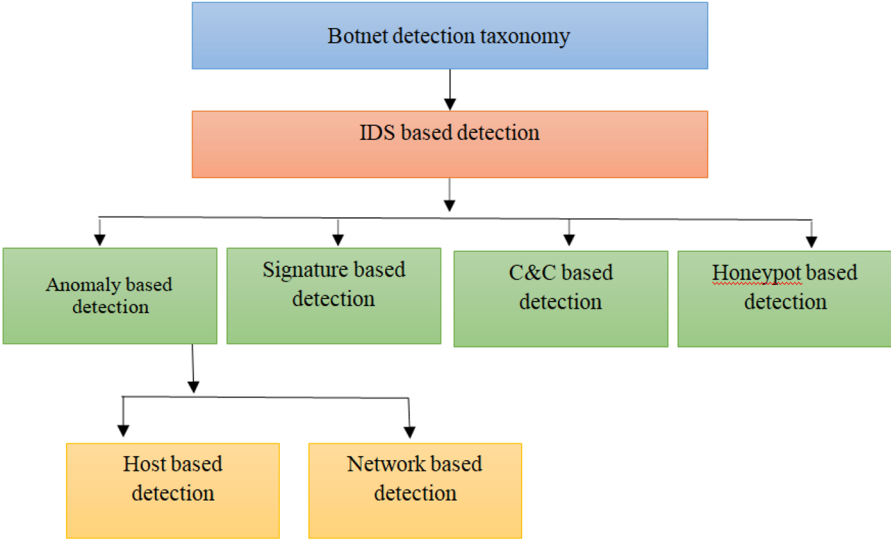 Botnet detection taxonomy
IDS based detection
Anomaly based
detection
Signature based
detection
C&C based
detection
Honeypot based
detection
Host based
detection
Network based
detection